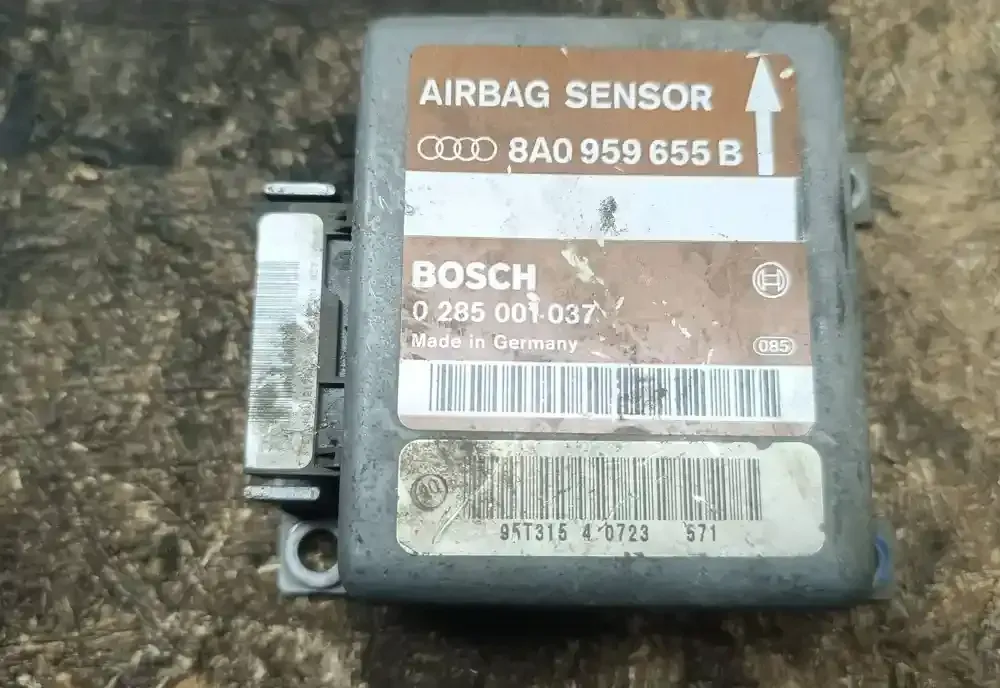 AIRBAG SENSOR
8A0 959 655 B
BOSCH
0 285 001 037
Made in Germany
085
95T315 4 0723 571